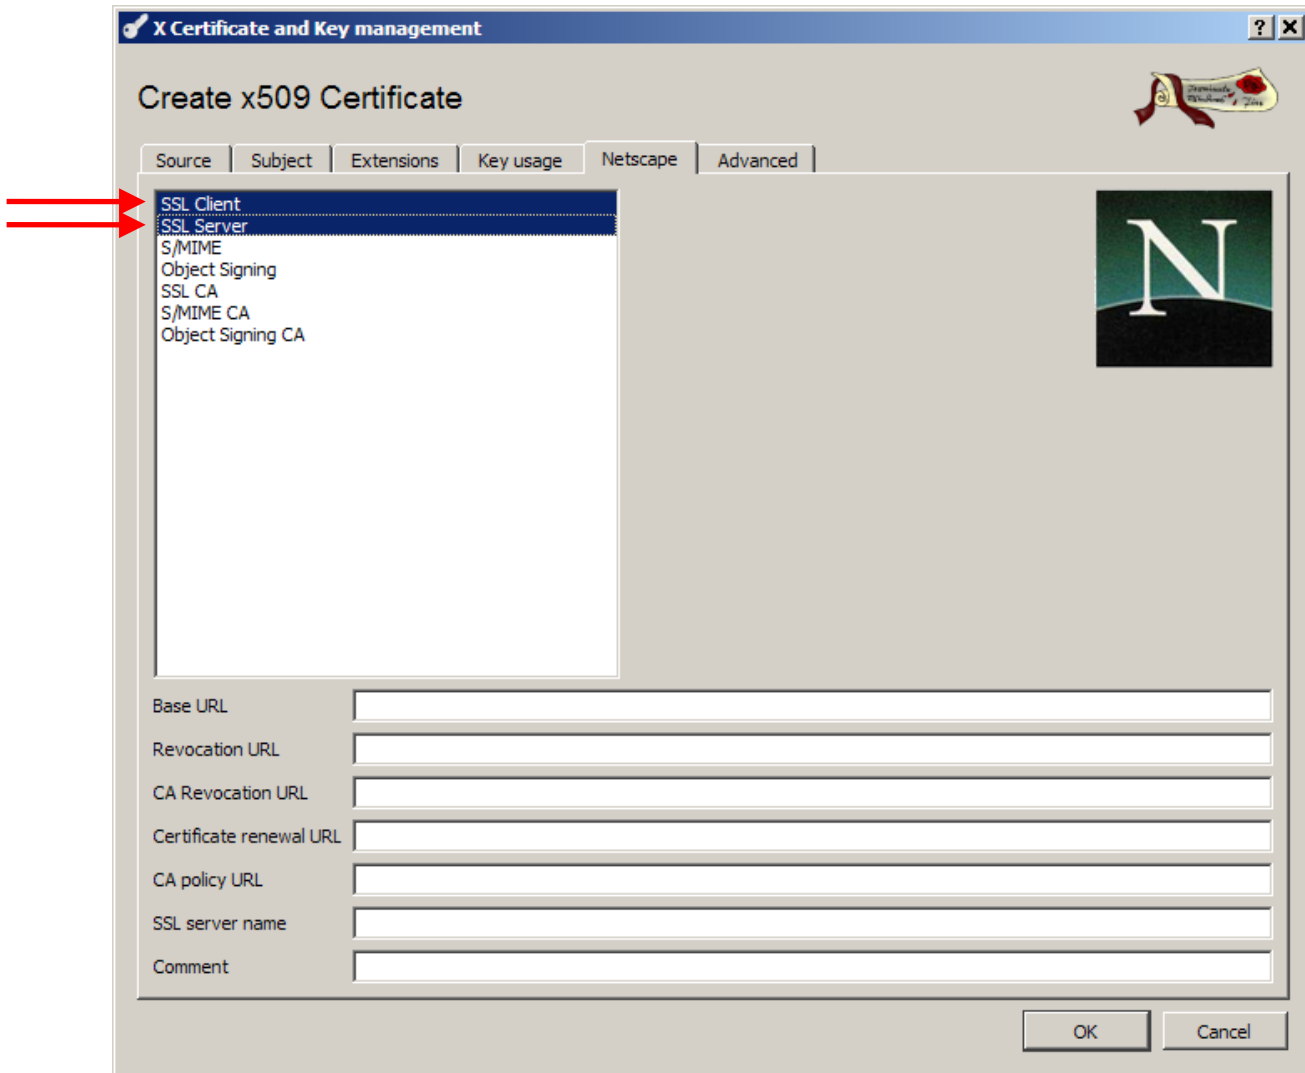 X Certificate and Key management
Create x509 Certificate
Source Subject Extensions Key usage Netscape Advanced
SSL Client
SSL Server
S/MIME
Object Signing
SSL CA
S/MIME CA
Object Signing CA
N
Base URL
Revocation URL
CA Revocation URL
Certificate renewal URL
CA policy URL
SSL server name
Comment
OK Cancel